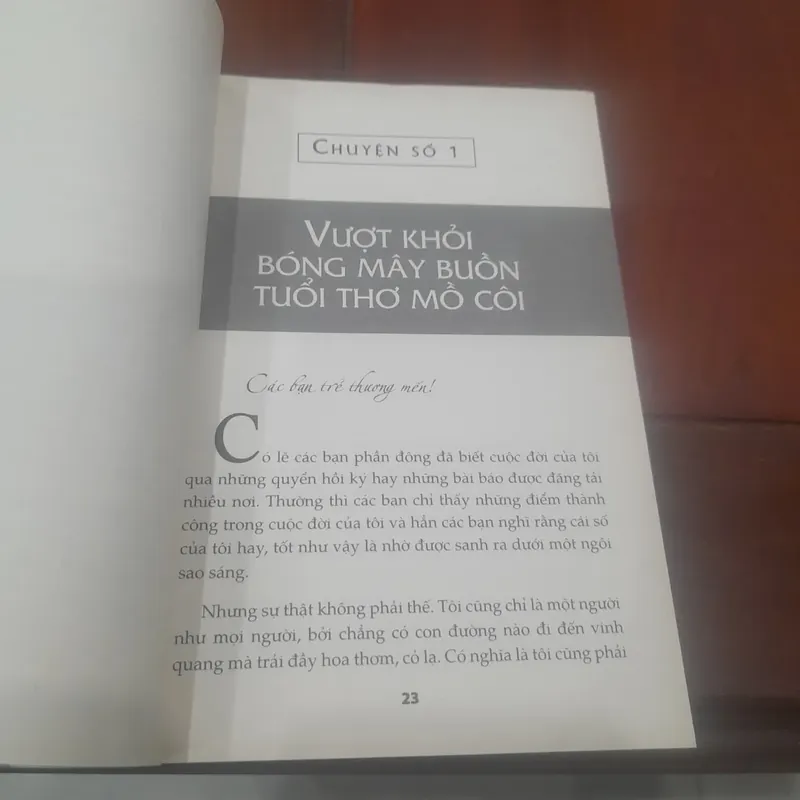 CHUYỆN SỐ 1
VƯỢT KHỎI
BÓNG MÂY BUỒN
TUỔI THƠ MỒ CÔI
Các bạn trẻ thương mến!
Có lẽ các bạn phần đông đã biết cuộc đời của tôi
qua những quyển hồi ký hay những bài báo được đăng tải
nhiều nơi. Thường thì các bạn chỉ thấy những điểm thành
công trong cuộc đời của tôi và hẳn các bạn nghĩ rằng cái số
của tôi hay, tốt như vậy là nhờ được sanh ra dưới một ngôi
sao sáng.
Nhưng sự thật không phải thế. Tôi cũng chỉ là một người
như mọi người, bởi chẳng có con đường nào đi đến vinh
quang mà trải đầy hoa thơm, cỏ lạ. Có nghĩa là tôi cũng phải
23